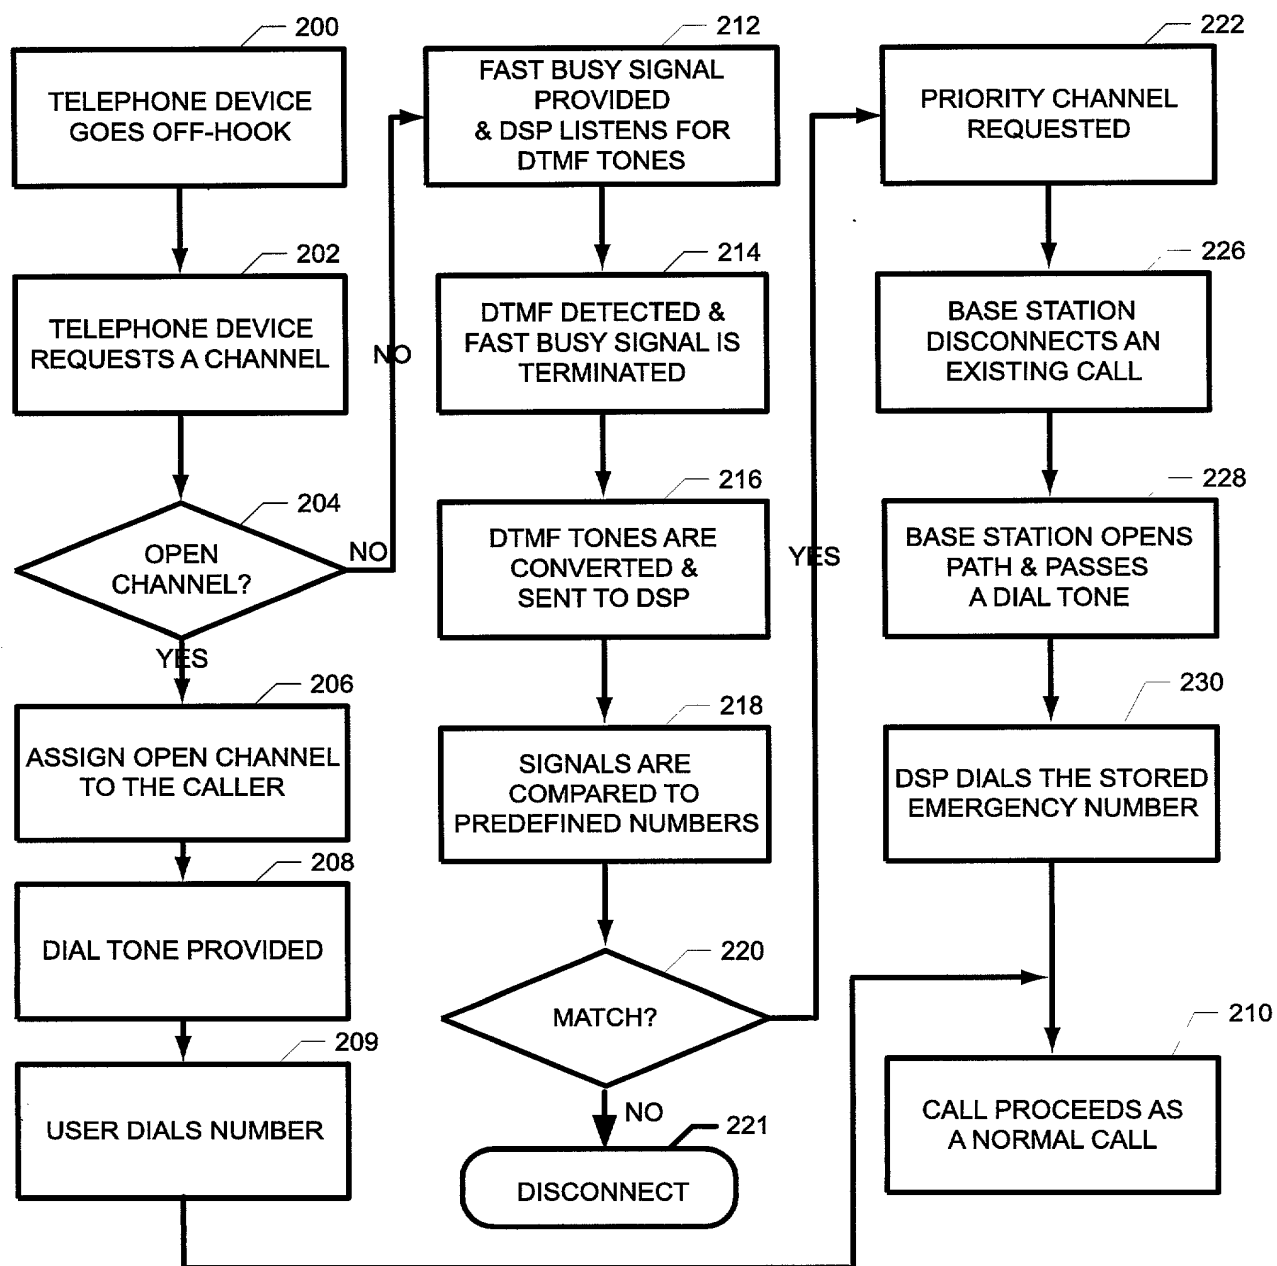 200
TELEPHONE DEVICE
GOES OFF-HOOK
202
TELEPHONE DEVICE
REQUESTS A CHANNEL
204
OPEN
CHANNEL?
NO
NO
YES
206
ASSIGN OPEN CHANNEL
TO THE CALLER
208
DIAL TONE PROVIDED
209
USER DIALS NUMBER
212
FAST BUSY SIGNAL
PROVIDED
& DSP LISTENS FOR
DTMF TONES
214
DTMF DETECTED &
FAST BUSY SIGNAL IS
TERMINATED
216
DTMF TONES ARE
CONVERTED &
SENT TO DSP
218
SIGNALS ARE
COMPARED TO
PREDEFINED NUMBERS
220
MATCH?
YES
NO
221
DISCONNECT
222
PRIORITY CHANNEL
REQUESTED
226
BASE STATION
DISCONNECTS AN
EXISTING CALL
228
BASE STATION OPENS
PATH & PASSES
A DIAL TONE
230
DSP DIALS THE STORED
EMERGENCY NUMBER
210
CALL PROCEEDS AS
A NORMAL CALL